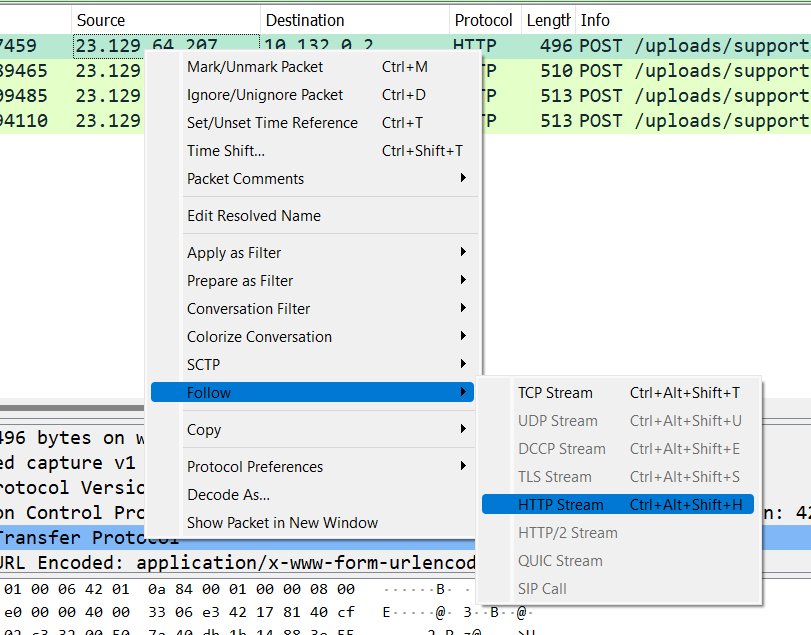 Source Destination Protocol Length Info
7459 23.129.64.207 10.132.0.2 HTTP 496 POST /uploads/support
39465 23.129 TP 510 POST /uploads/support
09485 23.129 TP 513 POST /uploads/support
94110 23.129 TP 513 POST /uploads/support
Mark/Unmark Packet Ctrl+M
Ignore/Unignore Packet Ctrl+D
Set/Unset Time Reference Ctrl+T
Time Shift... Ctrl+Shift+T
Packet Comments
Edit Resolved Name
Apply as Filter
Prepare as Filter
Conversation Filter
Colorize Conversation
SCTP
Follow
Copy
Protocol Preferences
Decode As...
Show Packet in New Window
TCP Stream Ctrl+Alt+Shift+T
UDP Stream Ctrl+Alt+Shift+U
DCCP Stream Ctrl+Alt+Shift+E
TLS Stream Ctrl+Alt+Shift+S
HTTP Stream Ctrl+Alt+Shift+H
HTTP/2 Stream
QUIC Stream
SIP Call
496 bytes on w
ed capture v1
rotocol Versio
on Control Pro n: 42
Transfer Protocol
URL Encoded: application/x-www-form-urlencod
01 00 06 42 01 0a 84 00 01 00 00 08 00 ······B· ········
e0 00 00 40 00 33 06 e3 42 17 81 40 cf E·····@· 3··B··@·